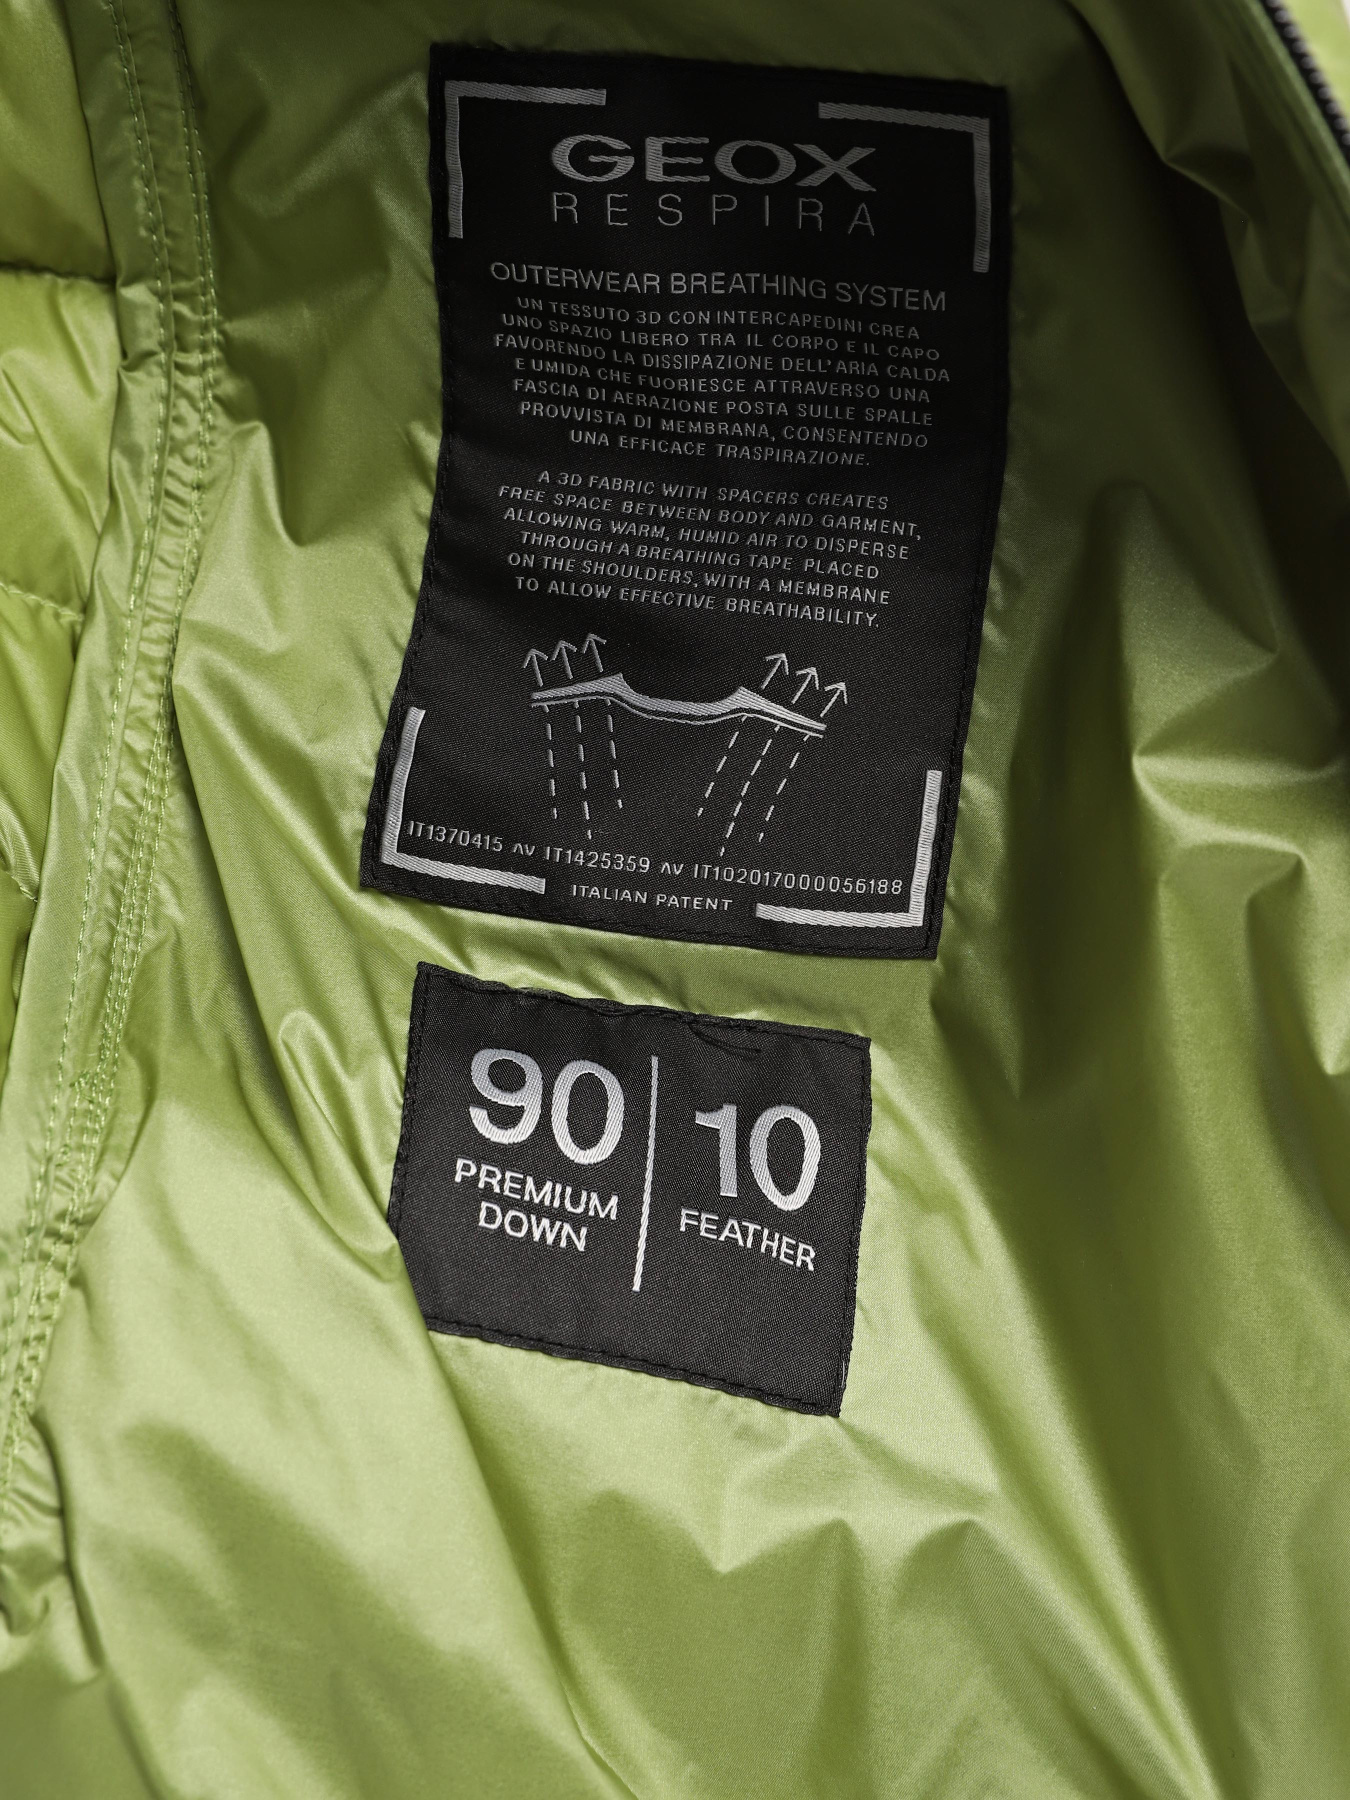 GEOX
RESPIRA
OUTERWEAR BREATHING SYSTEM
UN TESSUTO 3D CON INTERCAPEDINI CREA
UNO SPAZIO LIBERO TRA IL CORPO E IL CAPO
FAVORENDO LA DISSIPAZIONE DELL'ARIA CALDA
E UMIDA CHE FUORIESCE ATTRAVERSO UNA
FASCIA DI AERAZIONE POSTA SULLE SPALLE
PROVVISTA DI MEMBRANA, CONSENTENDO
UNA EFFICACE TRASPIRAZIONE.
A 3D FABRIC WITH SPACERS CREATES
FREE SPACE BETWEEN BODY AND GARMENT,
ALLOWING WARM, HUMID AIR TO DISPERSE
THROUGH A BREATHING TAPE PLACED
ON THE SHOULDERS, WITH A MEMBRANE
TO ALLOW EFFECTIVE BREATHABILITY.
IT1370415 AV IT1425359 AV IT102017000056188
ITALIAN PATENT
90 10
PREMIUM FEATHER
DOWN